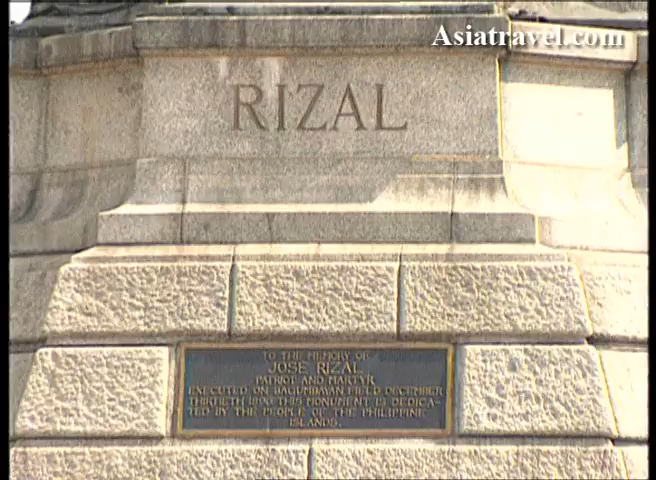 Asiatravel.com
RIZAL
TO THE MEMORY OF
JOSE RIZAL
PATRIOT AND MARTYR
EXECUTED ON BAGUMBAYAN FIELD DECEMBER
THIRTIETH 1896 THIS MONUMENT IS DEDICA-
TED BY THE PEOPLE OF THE PHILIPPINE
ISLANDS.